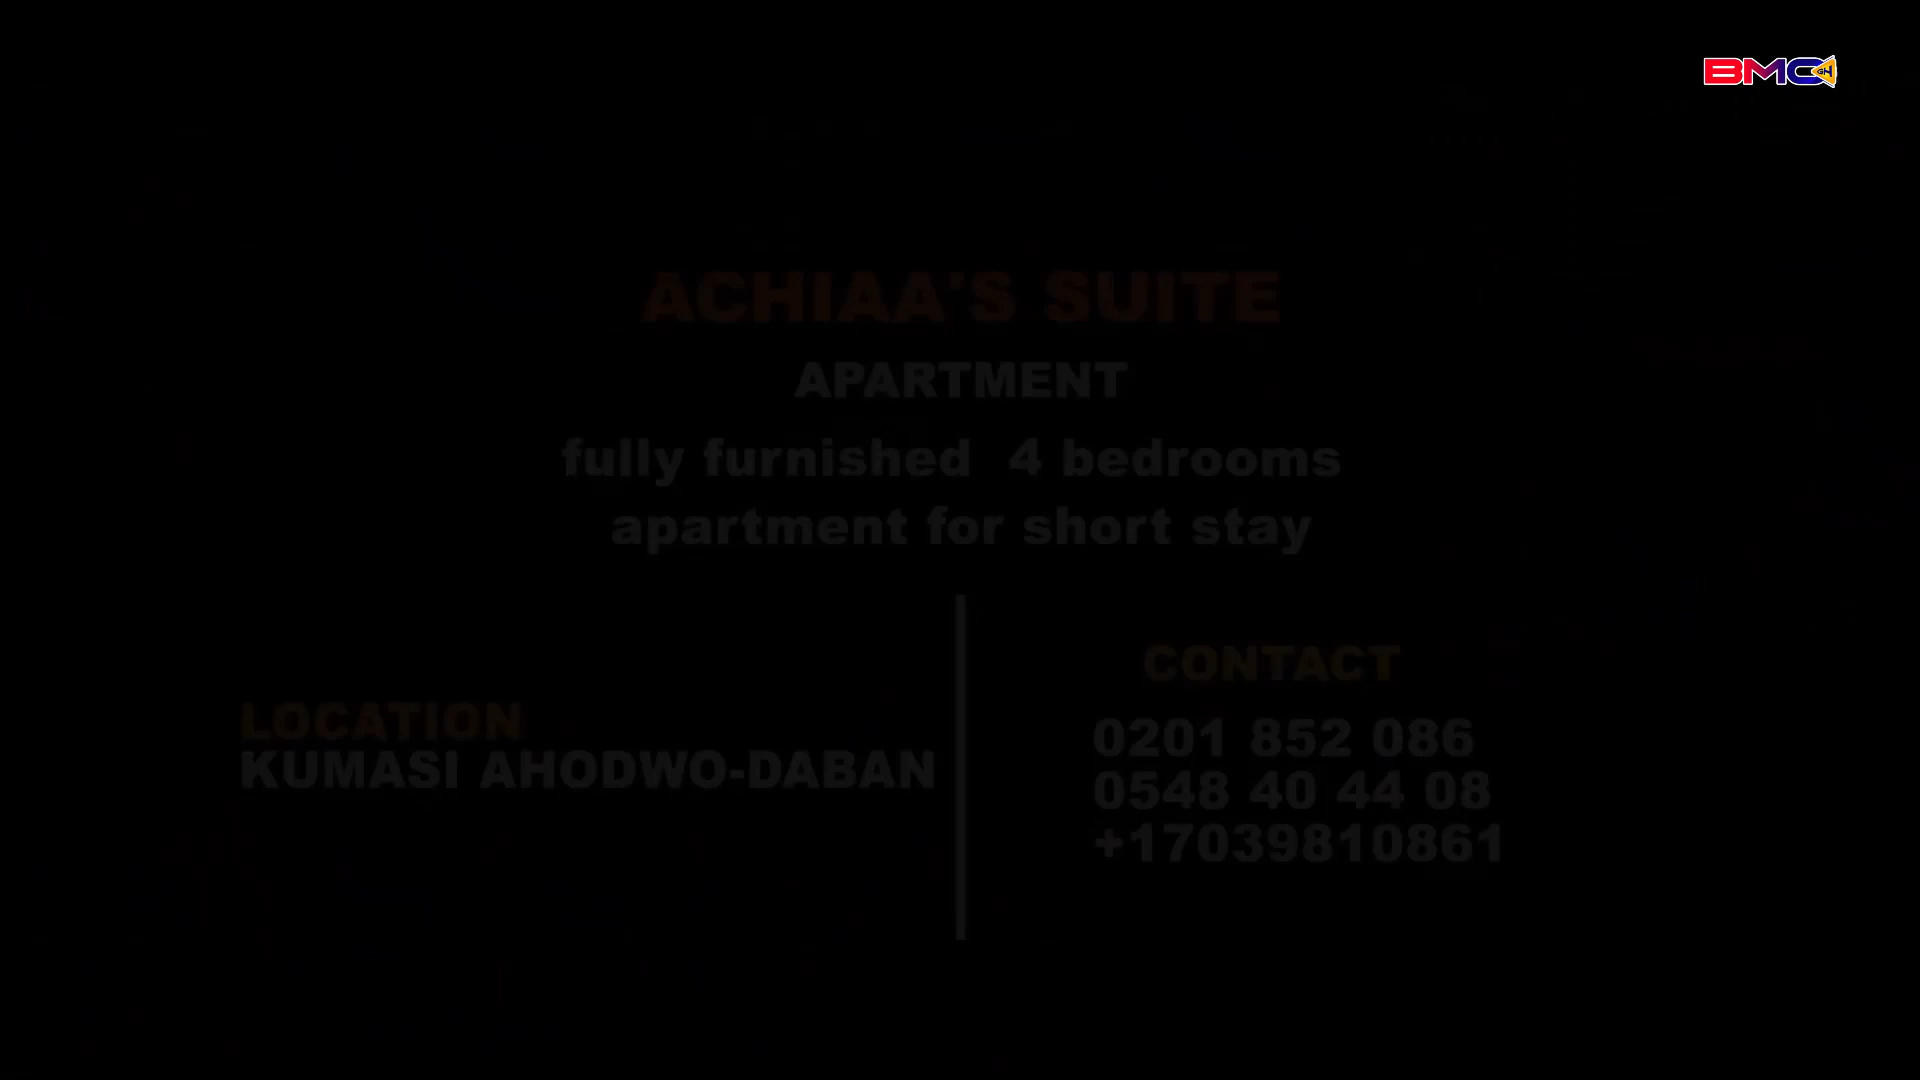 BMC GH
ACHIAA'S SUITE
APARTMENT
fully furnished 4 bedrooms
apartment for short stay
LOCATION
KUMASI AHODWO-DABAN
CONTACT
0201 852 086
0548 40 44 08
+17039810861